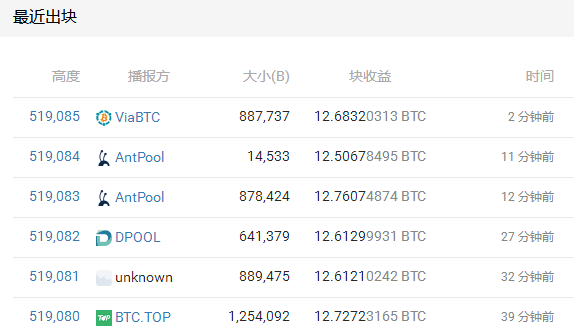 最近出块
高度 播报方 大小(B) 块收益 时间
519,085 ViaBTC 887,737 12.68320313 BTC 2 分钟前
519,084 AntPool 14,533 12.50678495 BTC 11 分钟前
519,083 AntPool 878,424 12.76074874 BTC 12 分钟前
519,082 DPOOL 641,379 12.61299931 BTC 27 分钟前
519,081 unknown 889,475 12.61210242 BTC 32 分钟前
519,080 TOP BTC.TOP 1,254,092 12.72723165 BTC 39 分钟前